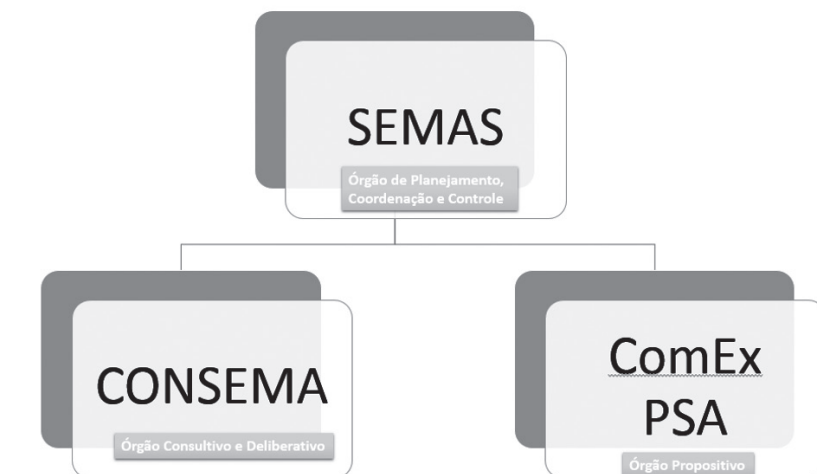 SEMAS
Órgão de Planejamento,
Coordenação e Controle
CONSEMA
Órgão Consultivo e Deliberativo
ComEx
PSA
Órgão Propositivo